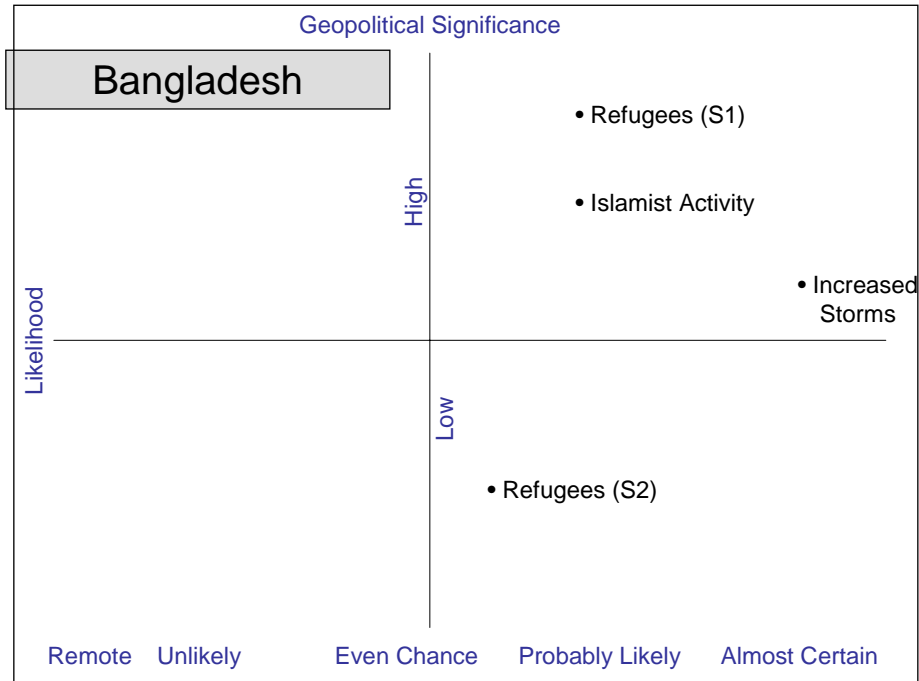 Geopolitical Significance
Bangladesh
• Refugees (S1)
High
• Islamist Activity
• Increased
Storms
Likelihood
Low
• Refugees (S2)
Remote Unlikely Even Chance Probably Likely Almost Certain